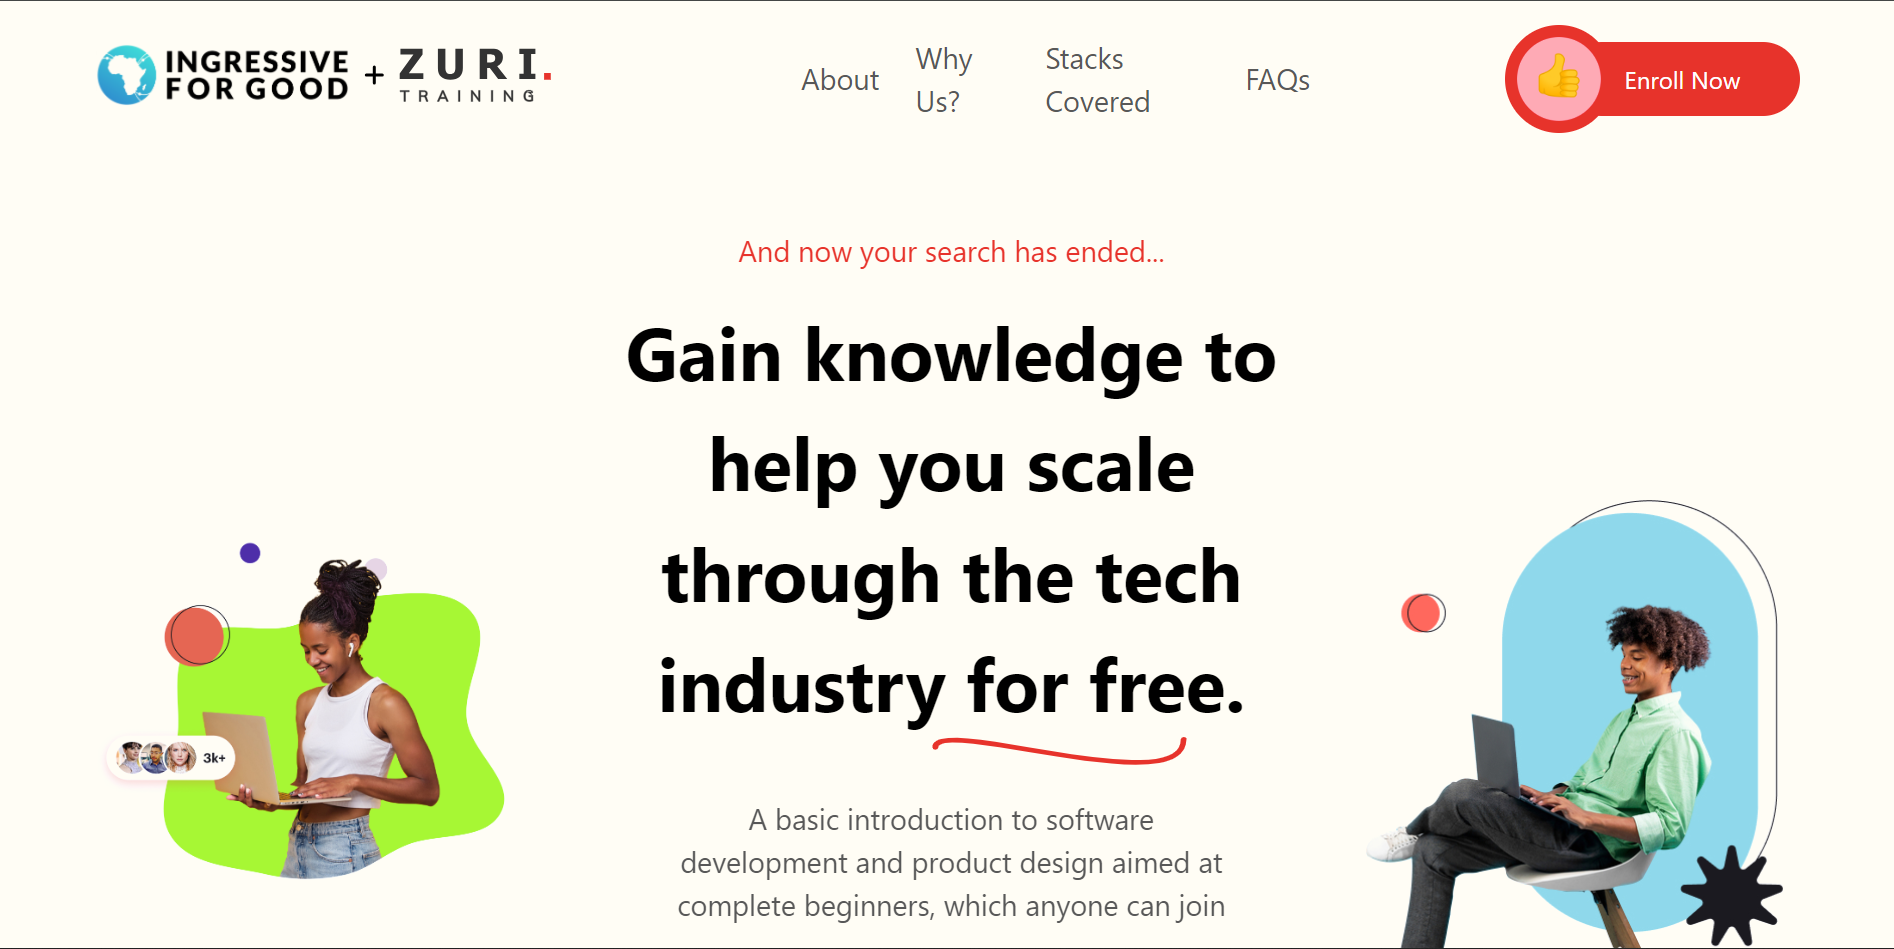 INGRESSIVE
FOR GOOD
+
ZURI.
TRAINING
About
Why
Us?
Stacks
Covered
FAQs
Enroll Now
And now your search has ended...
Gain knowledge to
help you scale
through the tech
industry for free.
3k+
A basic introduction to software
development and product design aimed at
complete beginners, which anyone can join